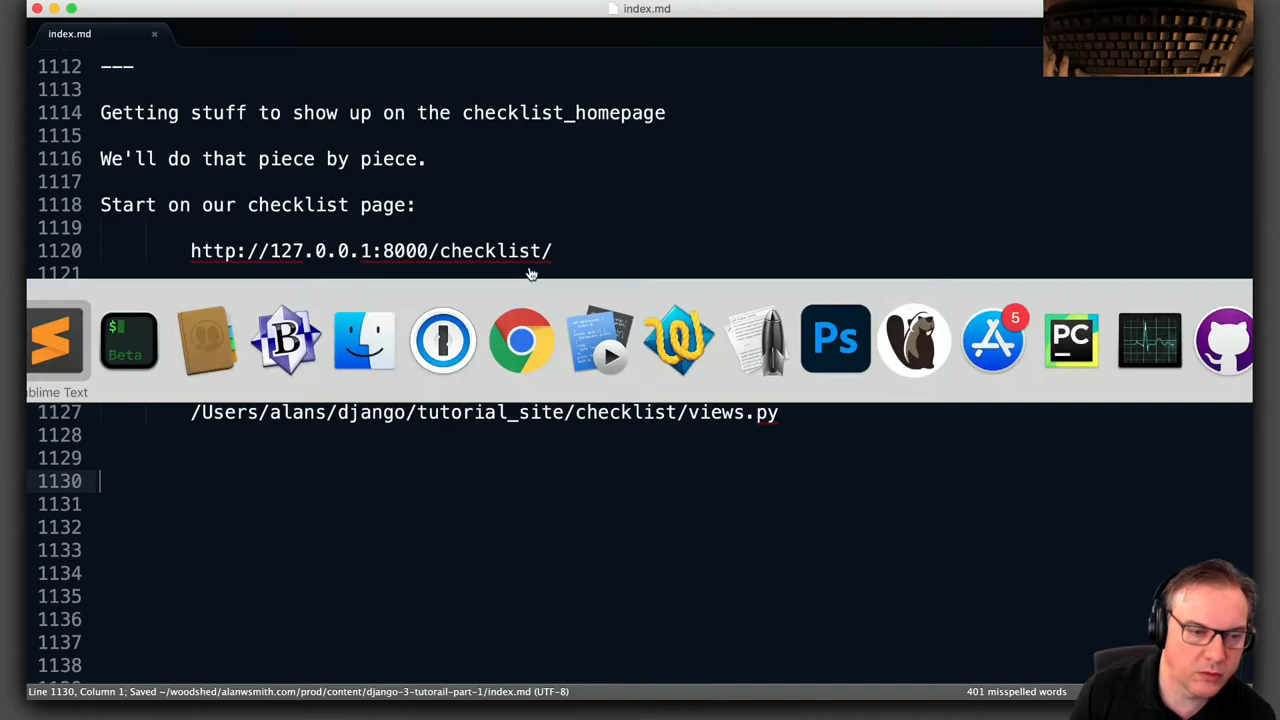 index.md
index.md
1112 ---
1113
1114 Getting stuff to show up on the checklist_homepage
1115
1116 We'll do that piece by piece.
1117
1118 Start on our checklist page:
1119
1120 http://127.0.0.1:8000/checklist/
1121
$
Beta
B
Ps
5
PC
ublime Text
1127 /Users/alans/django/tutorial_site/checklist/views.py
1128
1129
1130
1131
1132
1133
1134
1135
1136
1137
1138
Line 1130, Column 1; Saved ~/woodshed/alanwsmith.com/prod/content/django-3-tutorail-part-1/index.md (UTF-8)
401 misspelled words